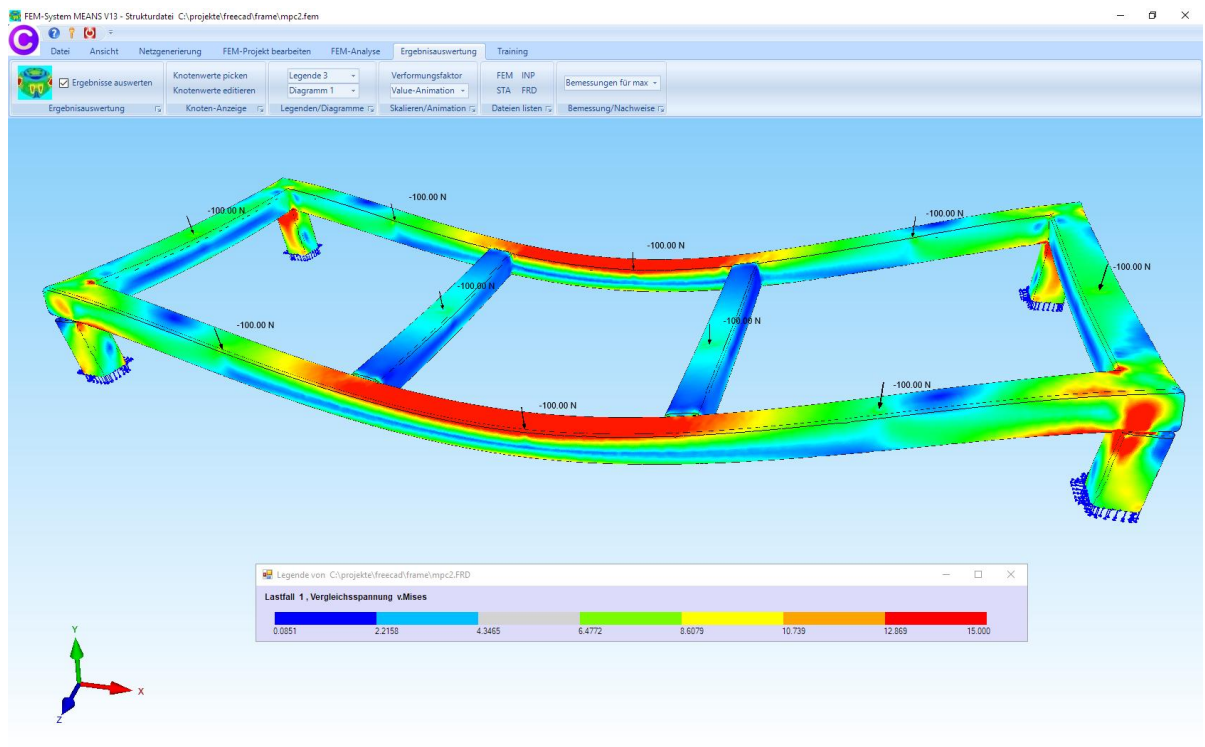 FEM-System MEANS V13 - Strukturdatei C:\projekte\freecad\frame\mpc2.fem
Datei Ansicht Netzgenerierung FEM-Projekt bearbeiten FEM-Analyse Ergebnisauswertung Training
Ergebnisse auswerten Knotenwerte picken Legende 3 Verformungsfaktor FEM INP Bemessungen für max
Knotenwerte editieren Diagramm 1 Value-Animation STA FRD
Ergebnisauswertung Knoten-Anzeige Legenden/Diagramme Skalieren/Animation Dateien listen Bemessung/Nachweise
-100.00 N
-100.00 N
-100.00 N
-100.00 N
-100.00 N
-100.00 N
-100.00 N
-100.00 N
-100.00 N
-100.00 N
Legende von C:\projekte\freecad\frame\mpc2.FRD
Lastfall 1 , Vergleichsspannung v.Mises
0.0851 2.2158 4.3465 6.4772 8.6079 10.739 12.869 15.000
Y
X
Z